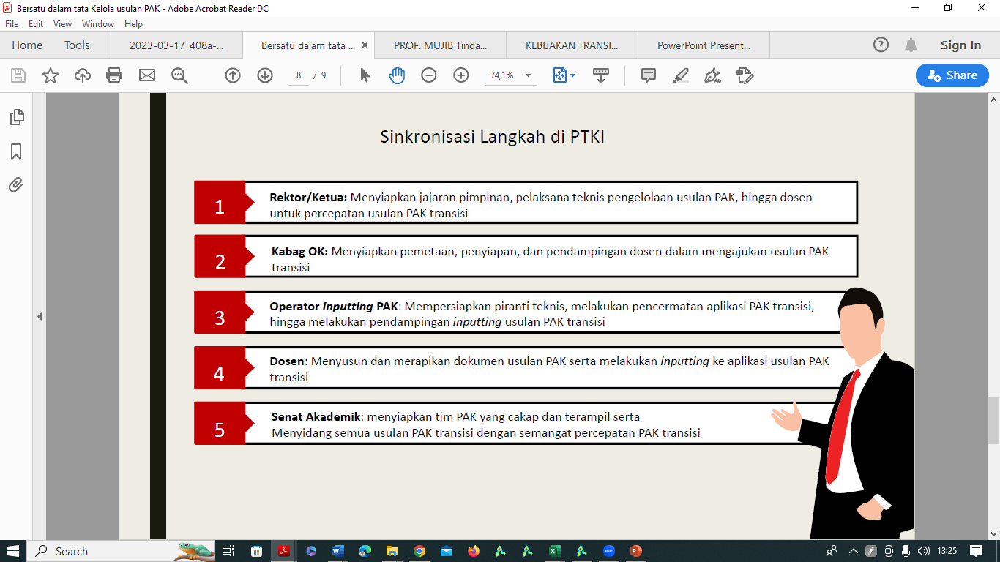 Bersatu dalam tata Kelola usulan PAK - Adobe Acrobat Reader DC
File Edit View Window Help
Home Tools 2023-03-17_408a-... Bersatu dalam tata ... × PROF. MUJIB Tinda... KEBIJAKAN TRANSI... PowerPoint Present... Sign In
8 / 9 74,1% Share
Sinkronisasi Langkah di PTKI
1 Rektor/Ketua: Menyiapkan jajaran pimpinan, pelaksana teknis pengelolaan usulan PAK, hingga dosen
untuk percepatan usulan PAK transisi
2 Kabag OK: Menyiapkan pemetaan, penyiapan, dan pendampingan dosen dalam mengajukan usulan PAK
transisi
3 Operator inputting PAK: Mempersiapkan piranti teknis, melakukan pencermatan aplikasi PAK transisi,
hingga melakukan pendampingan inputting usulan PAK transisi
4 Dosen: Menyusun dan merapikan dokumen usulan PAK serta melakukan inputting ke aplikasi usulan PAK
transisi
5 Senat Akademik: menyiapkan tim PAK yang cakap dan terampil serta
Menyidang semua usulan PAK transisi dengan semangat percepatan PAK transisi
Search 13:25